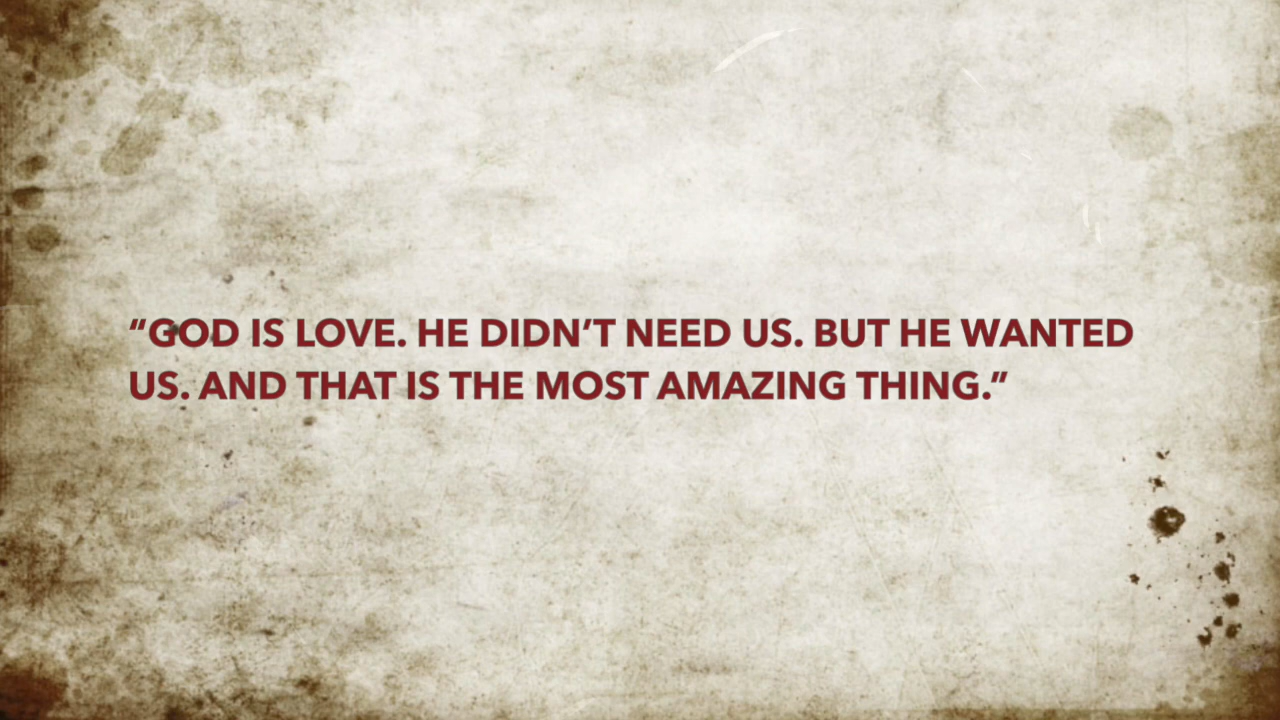 “GOD IS LOVE. HE DIDN’T NEED US. BUT HE WANTED
US. AND THAT IS THE MOST AMAZING THING.”